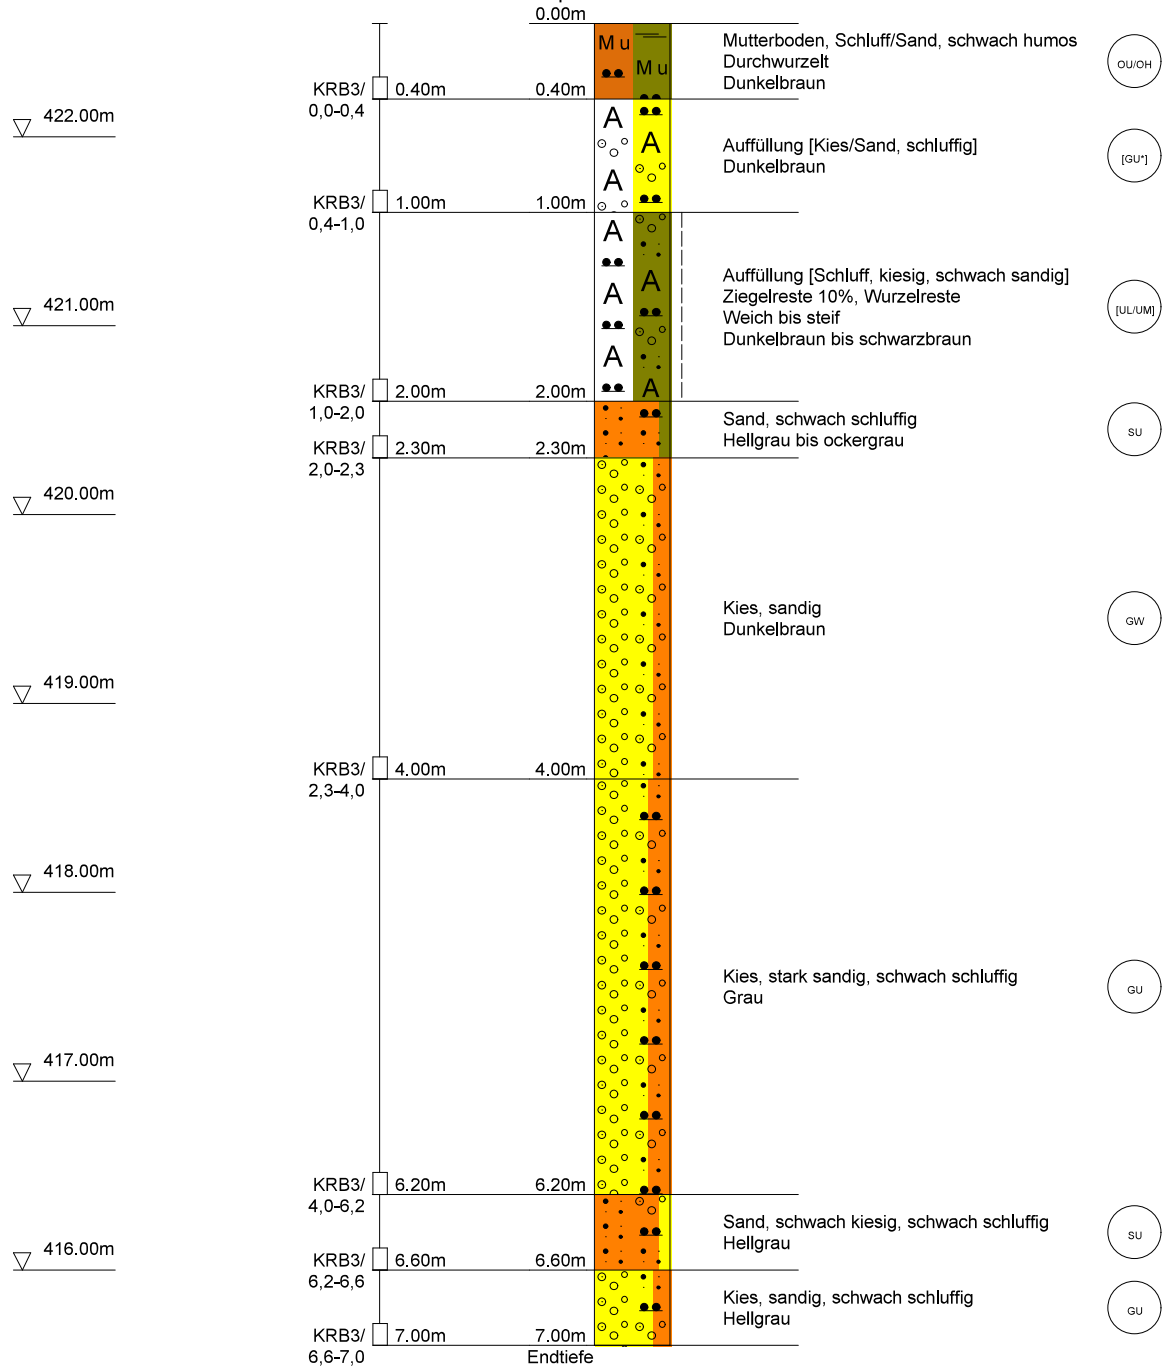 0.00m
M u
M u
Mutterboden, Schluff/Sand, schwach humos
Durchwurzelt
Dunkelbraun
OU/OH
KRB3/ 0.40m 0.40m
0,0-0,4
422.00m
A
A
A
Auffüllung [Kies/Sand, schluffig]
Dunkelbraun
[GU*]
KRB3/ 1.00m 1.00m
0,4-1,0
A
A
A
A
A
Auffüllung [Schluff, kiesig, schwach sandig]
Ziegelreste 10%, Wurzelreste
Weich bis steif
Dunkelbraun bis schwarzbraun
[UL/UM]
421.00m
KRB3/ 2.00m 2.00m
1,0-2,0
Sand, schwach schluffig
Hellgrau bis ockergrau
SU
KRB3/ 2.30m 2.30m
2,0-2,3
420.00m
Kies, sandig
Dunkelbraun
GW
419.00m
KRB3/ 4.00m 4.00m
2,3-4,0
418.00m
Kies, stark sandig, schwach schluffig
Grau
GU
417.00m
KRB3/ 6.20m 6.20m
4,0-6,2
Sand, schwach kiesig, schwach schluffig
Hellgrau
SU
416.00m
KRB3/ 6.60m 6.60m
6,2-6,6
Kies, sandig, schwach schluffig
Hellgrau
GU
KRB3/ 7.00m 7.00m
6,6-7,0 Endtiefe